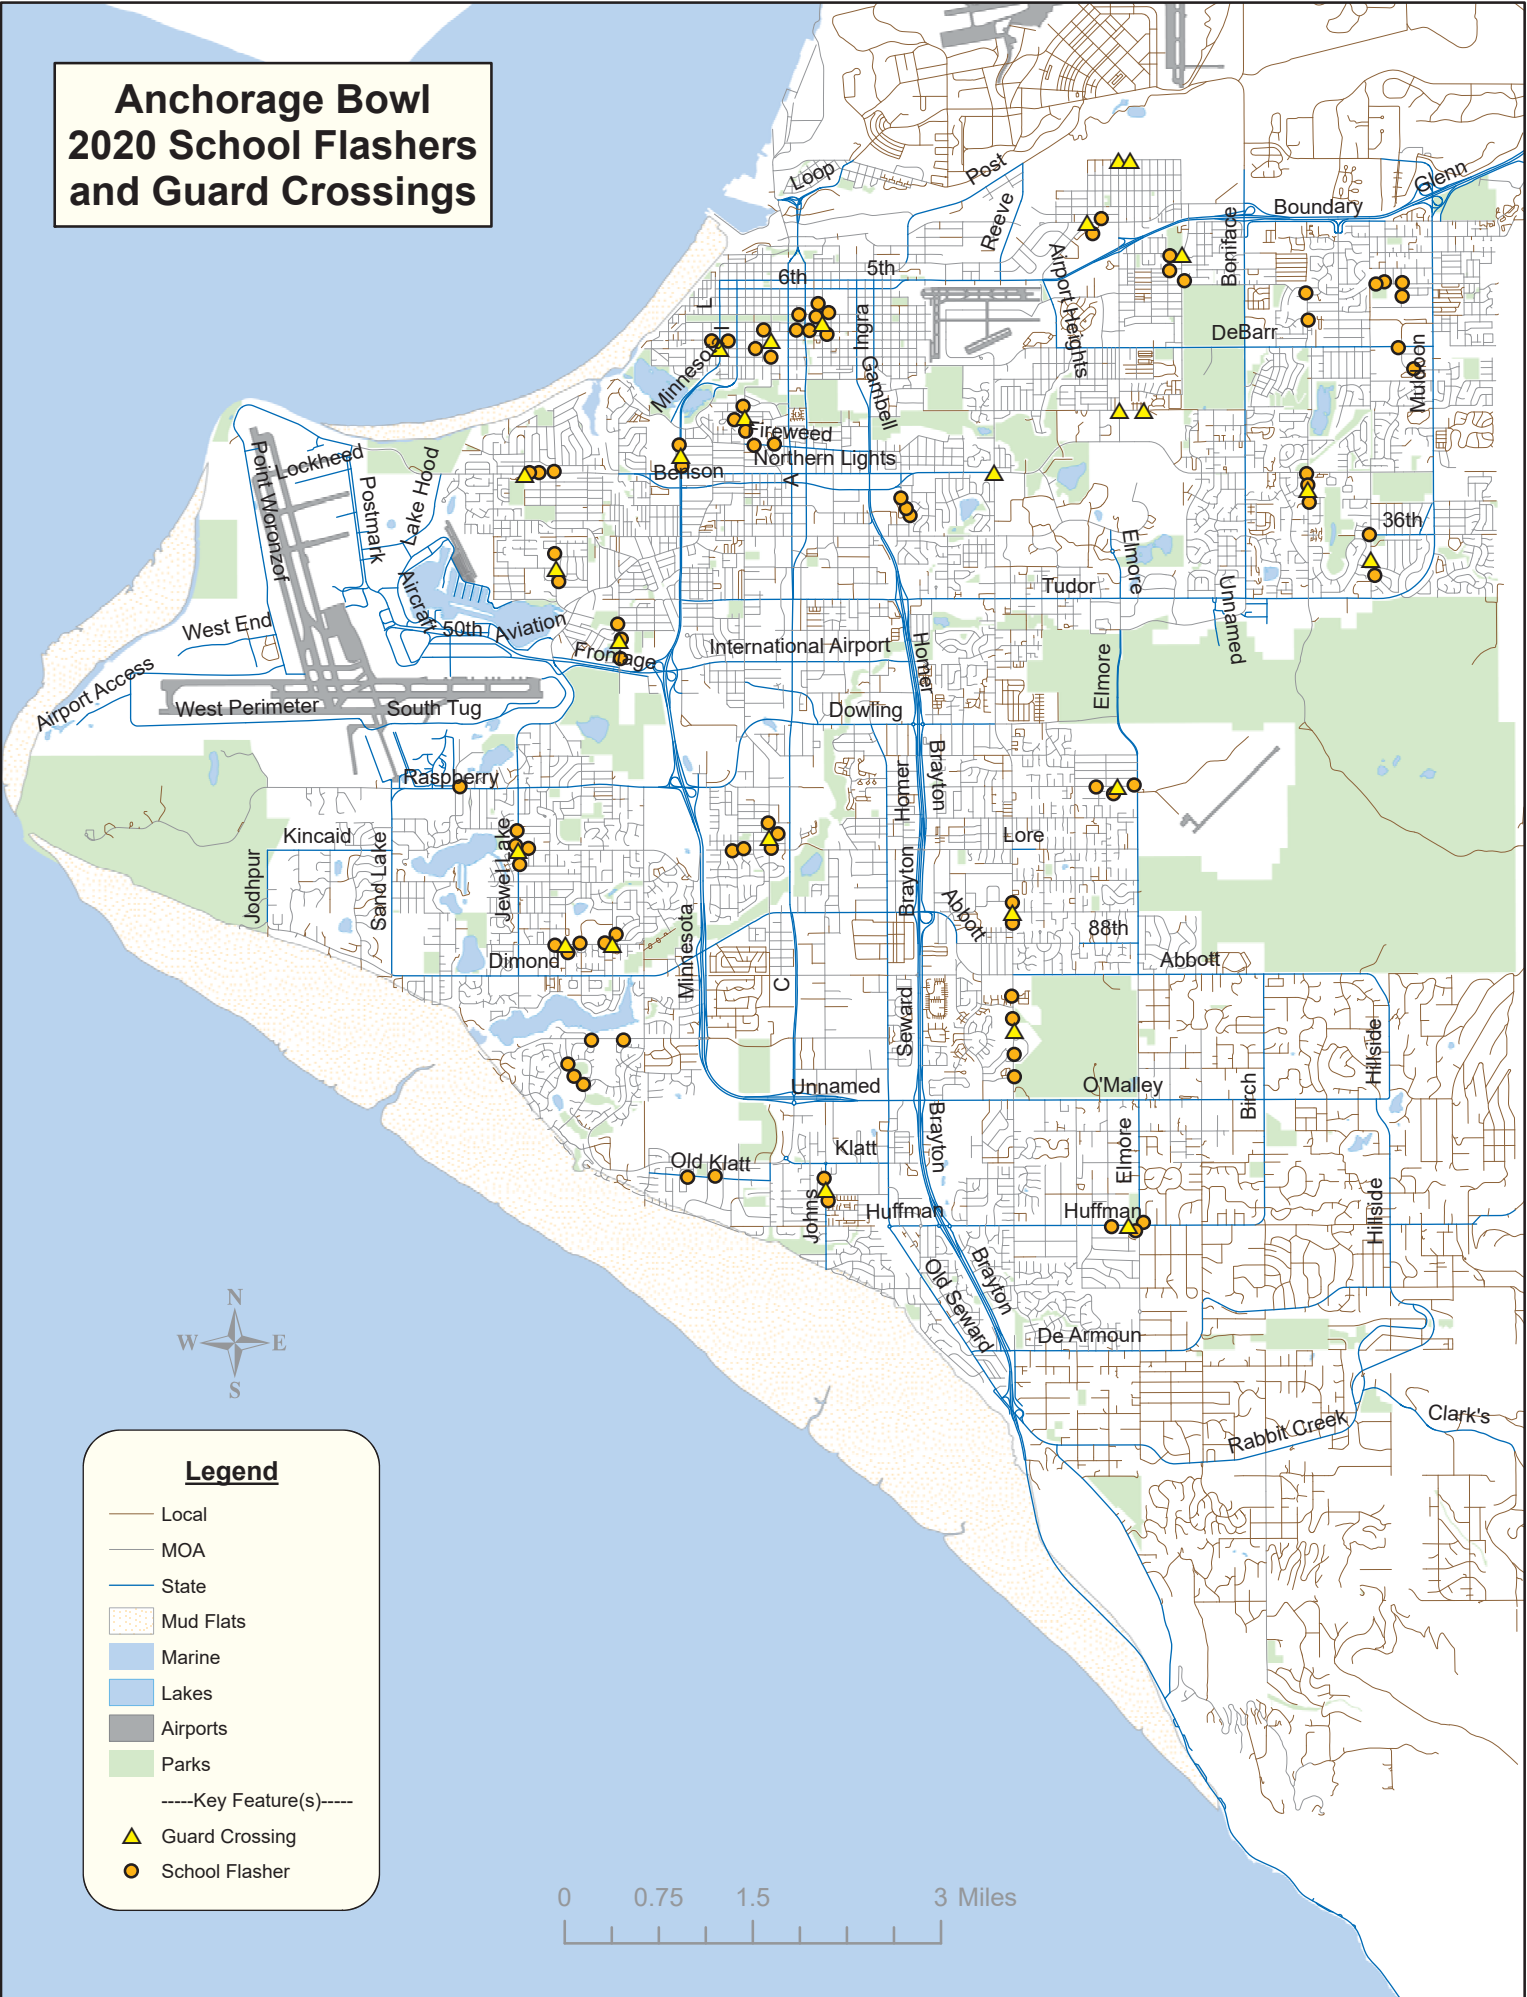 Anchorage Bowl
2020 School Flashers
and Guard Crossings
Loop
Post
Reeve
Glenn
Boundary
Boniface
Airport Heights
5th
6th
L
I
Ingra
Gambell
DeBarr
Muldoon
Minnesota
Fireweed
Northern Lights
Benson
A
Point Woronzof
Lockheed
Postmark
Lake Hood
Aircraft
36th
Elmore
Tudor
Unnamed
West End
50th
Aviation
Frontage
International Airport
Homer
Elmore
Airport Access
West Perimeter
South Tug
Dowling
Brayton
Homer
Raspberry
Kincaid
Lore
Jodhpur
Sand Lake
Jewel Lake
Brayton
Abbott
88th
Abbott
Dimond
Minnesota
C
Seward
Hillside
Unnamed
O'Malley
Birch
Brayton
Elmore
Klatt
Old Klatt
Johns
Huffman
Huffman
Hillside
Brayton
Old Seward
De Armoun
Rabbit Creek
Clark's
N
W
E
S
Legend
Local
MOA
State
Mud Flats
Marine
Lakes
Airports
Parks
-----Key Feature(s)-----
Guard Crossing
School Flasher
0 0.75 1.5 3 Miles